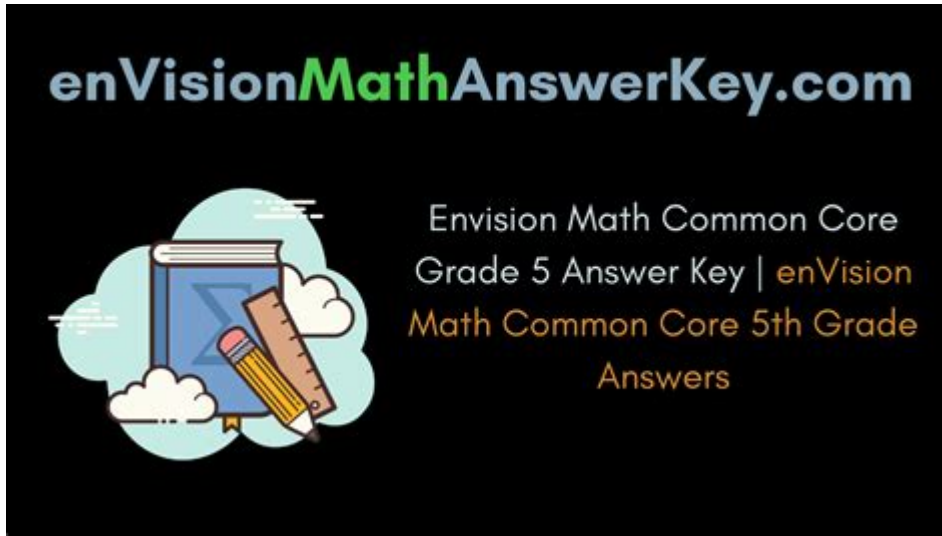 enVisionMathAnswerKey.com
Envision Math Common Core
Grade 5 Answer Key | enVision
Math Common Core 5th Grade
Answers